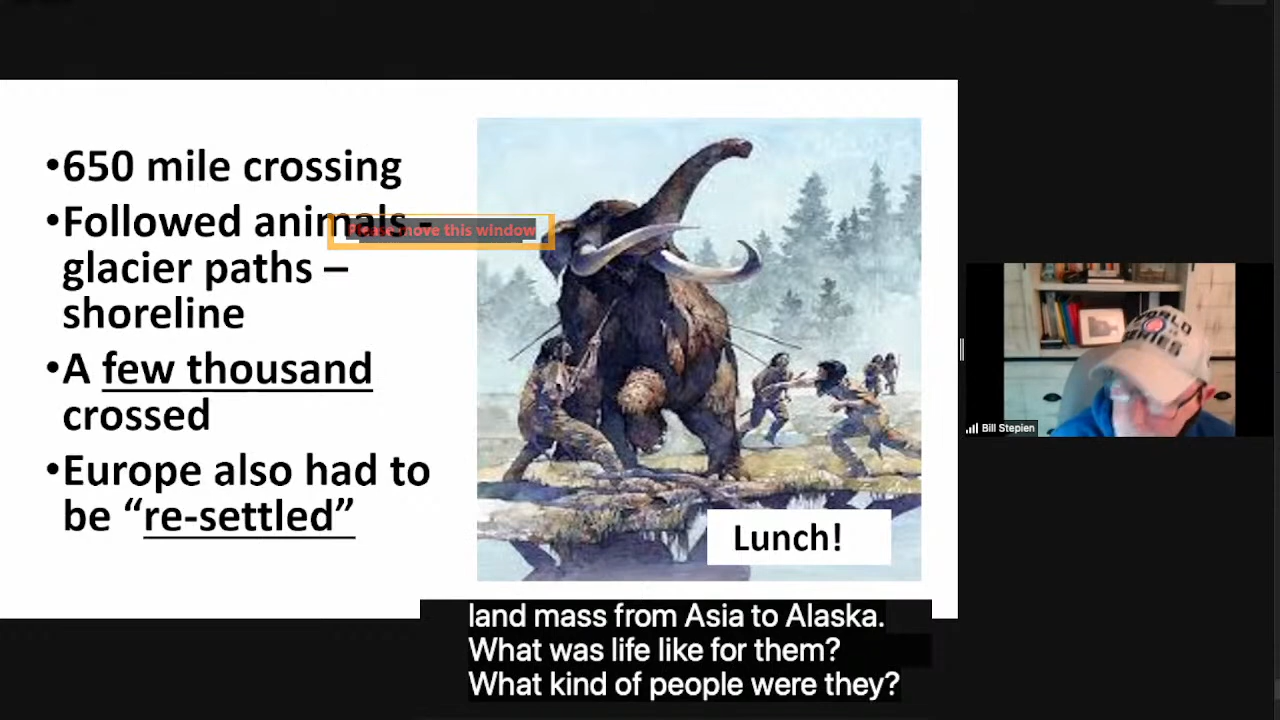 •650 mile crossing
•Followed animals -
glacier paths –
shoreline
•A few thousand
crossed
•Europe also had to
be “re-settled”
Please move this window
Lunch!
WORLD
SERIES
Bill Stepien
land mass from Asia to Alaska.
What was life like for them?
What kind of people were they?